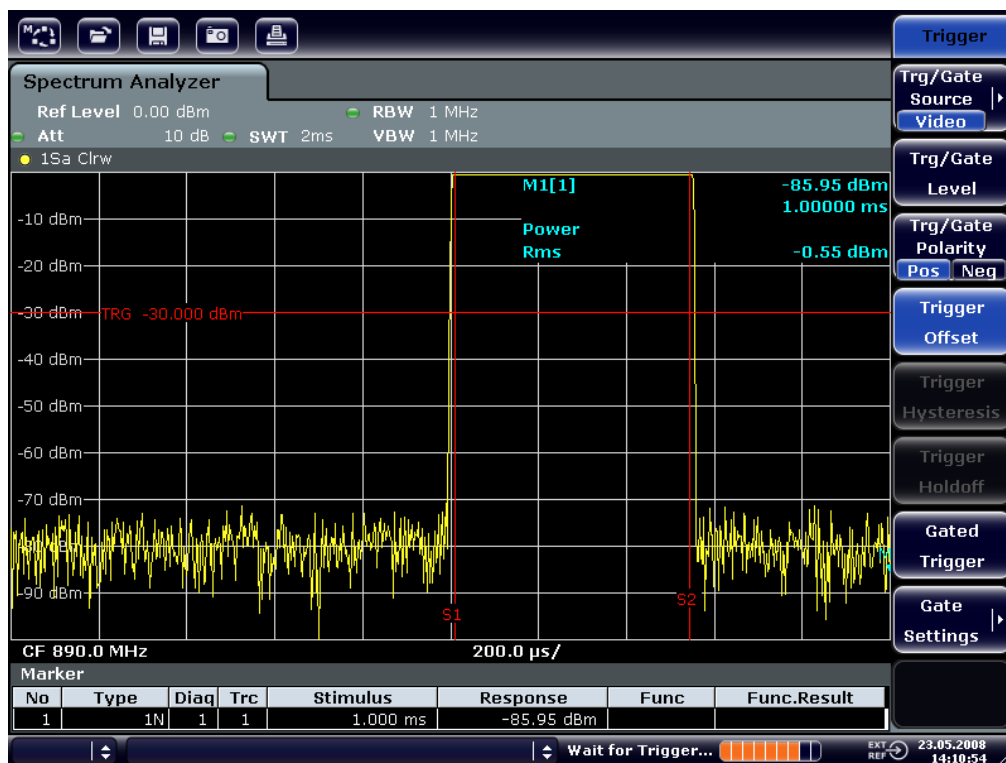 Trigger
Spectrum Analyzer
Ref Level 0.00 dBm RBW 1 MHz
Att 10 dB SWT 2ms VBW 1 MHz
1Sa Clrw
M1[1] -85.95 dBm
1.00000 ms
Power
Rms -0.55 dBm
-10 dBm
-20 dBm
-30 dBm
TRG -30.000 dBm
-40 dBm
-50 dBm
-60 dBm
-70 dBm
-80 dBm
-90 dBm
S1
S2
CF 890.0 MHz 200.0 µs/
Marker
No Type Diag Trc Stimulus Response Func Func.Result
1 1N 1 1 1.000 ms -85.95 dBm
Trg/Gate
Source
Video
Trg/Gate
Level
Trg/Gate
Polarity
Pos Neg
Trigger
Offset
Trigger
Hysteresis
Trigger
Holdoff
Gated
Trigger
Gate
Settings
Wait for Trigger...
EXT
REF
23.05.2008
14:10:54